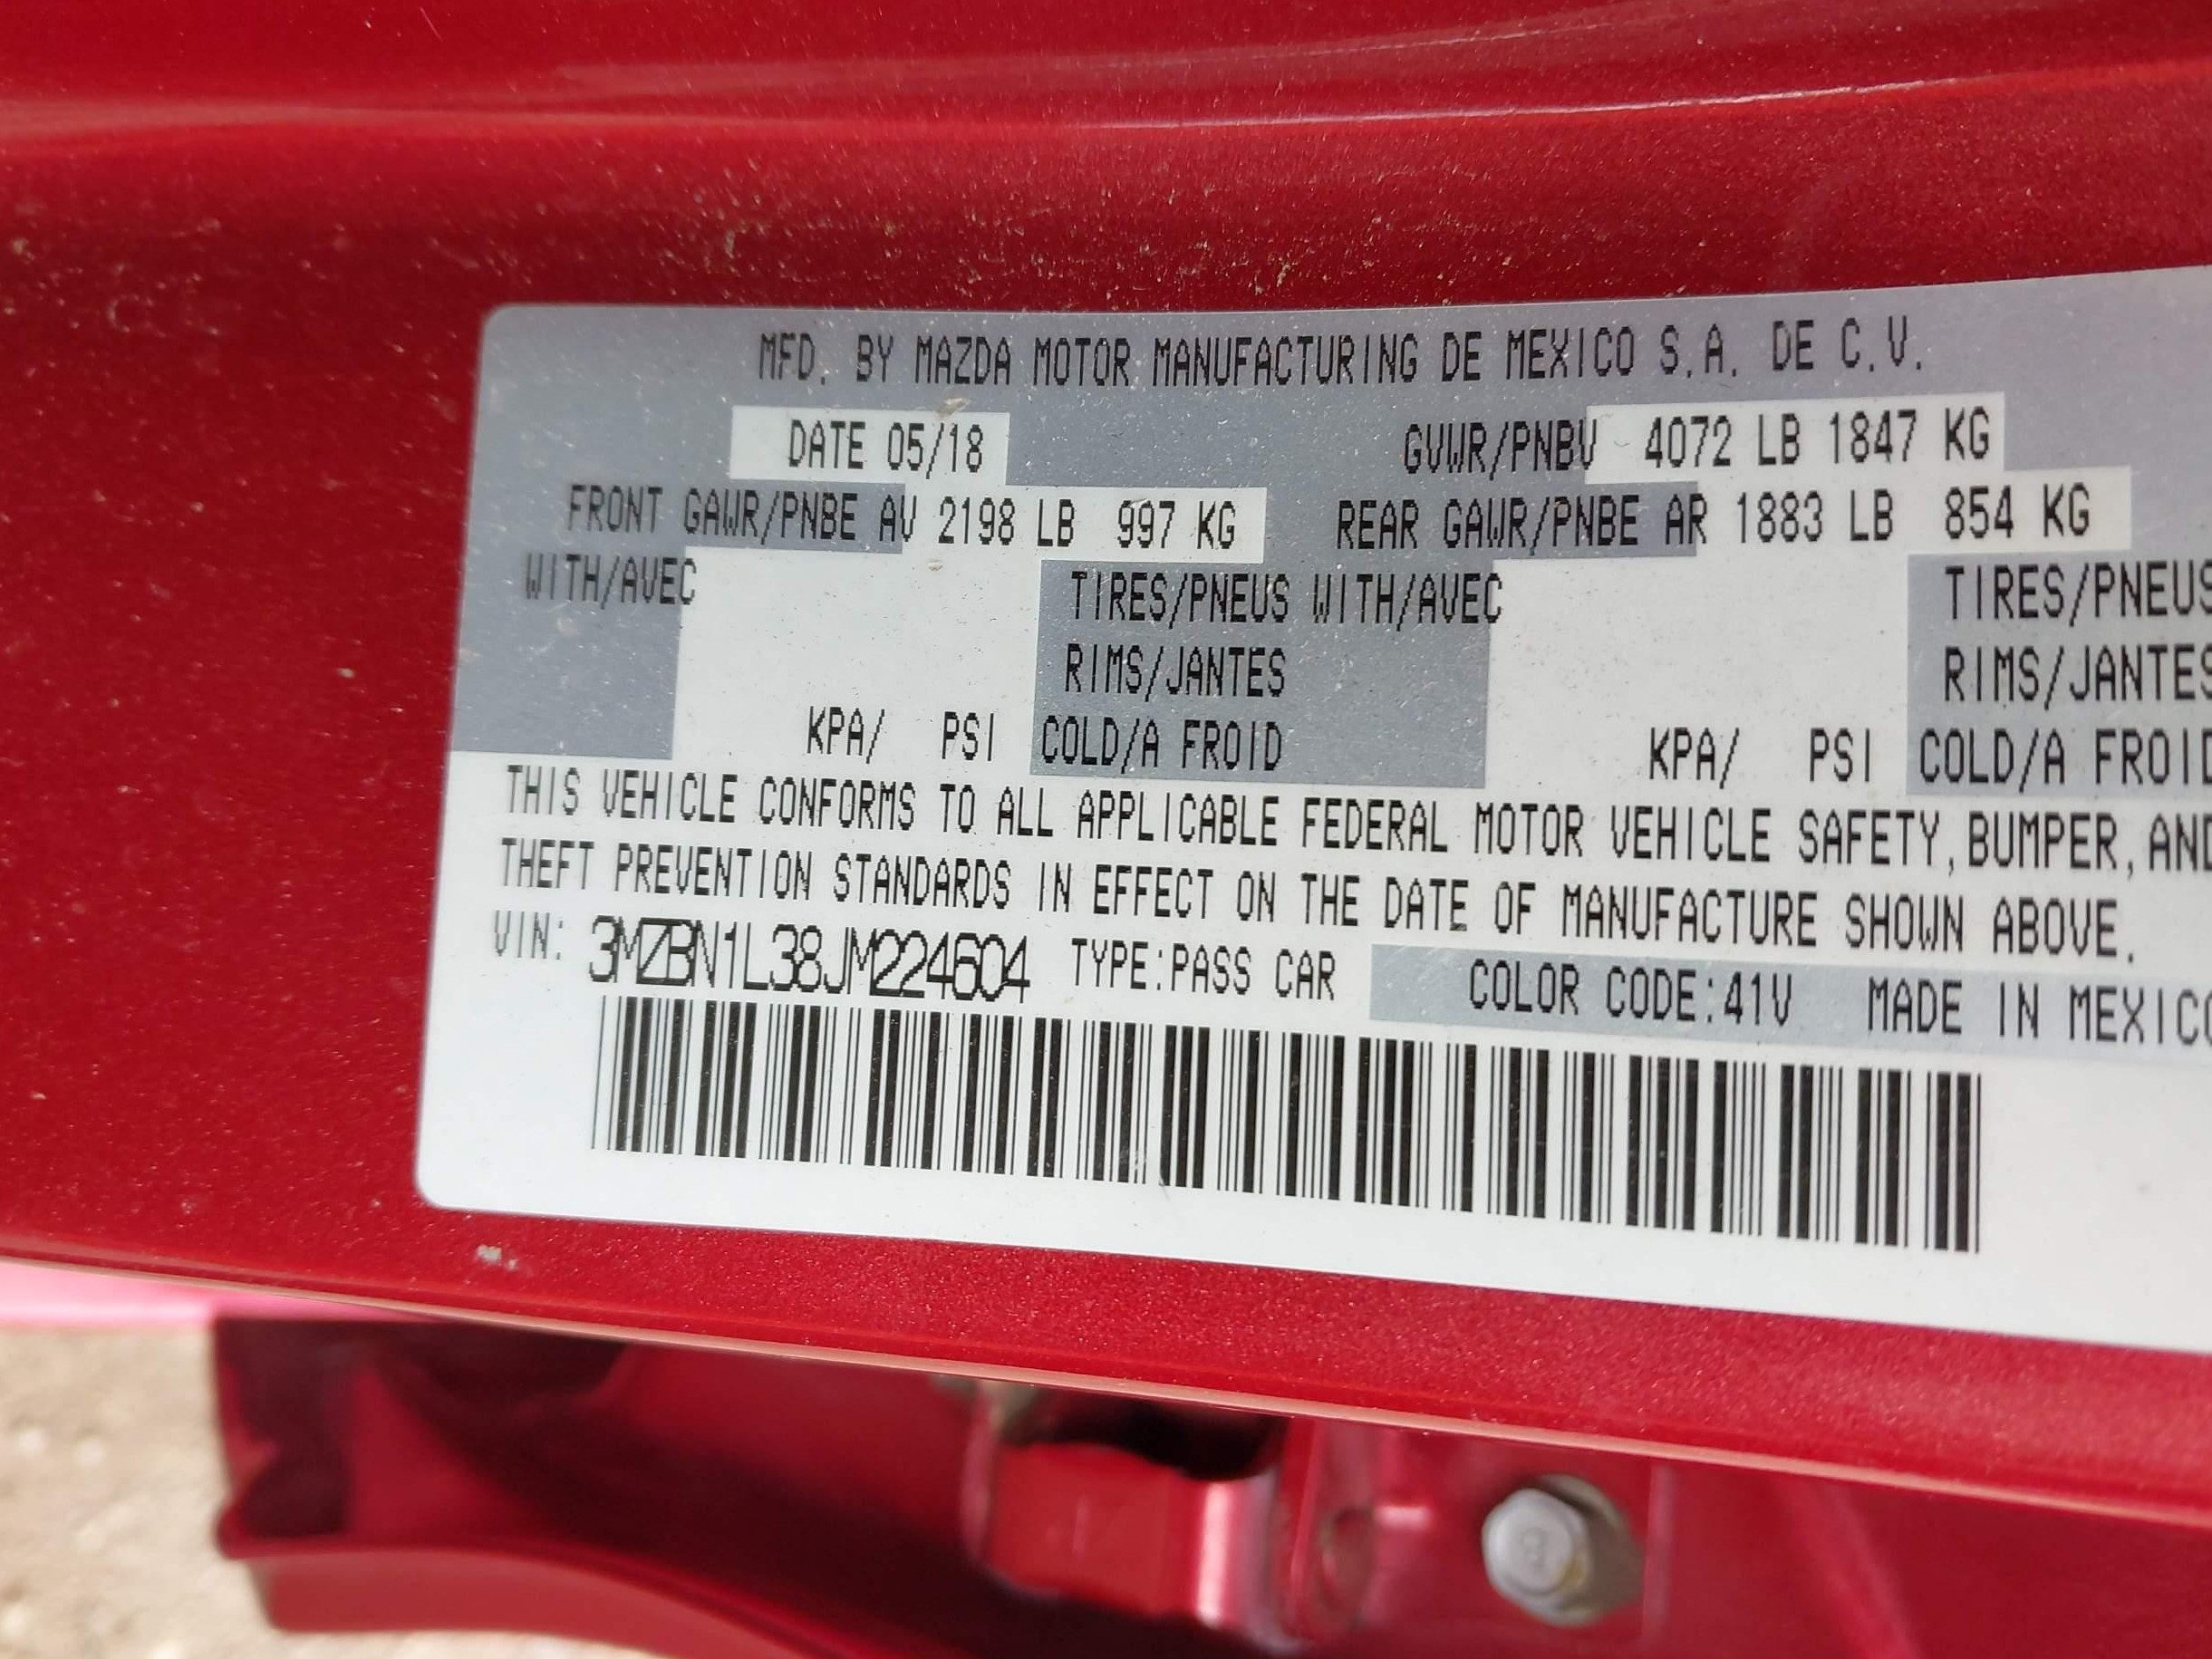 MFD. BY MAZDA MOTOR MANUFACTURING DE MEXICO S.A. DE C.V.
DATE 05/18 GVWR/PNBV 4072 LB 1847 KG
FRONT GAWR/PNBE AV 2198 LB 997 KG REAR GAWR/PNBE AR 1883 LB 854 KG
WITH/AVEC TIRES/PNEUS WITH/AVEC TIRES/PNEUS
RIMS/JANTES RIMS/JANTES
KPA/ PSI COLD/A FROID KPA/ PSI COLD/A FROID
THIS VEHICLE CONFORMS TO ALL APPLICABLE FEDERAL MOTOR VEHICLE SAFETY, BUMPER, AND
THEFT PREVENTION STANDARDS IN EFFECT ON THE DATE OF MANUFACTURE SHOWN ABOVE.
VIN: 3MZBN1L38JM224604 TYPE:PASS CAR COLOR CODE:41V MADE IN MEXICO